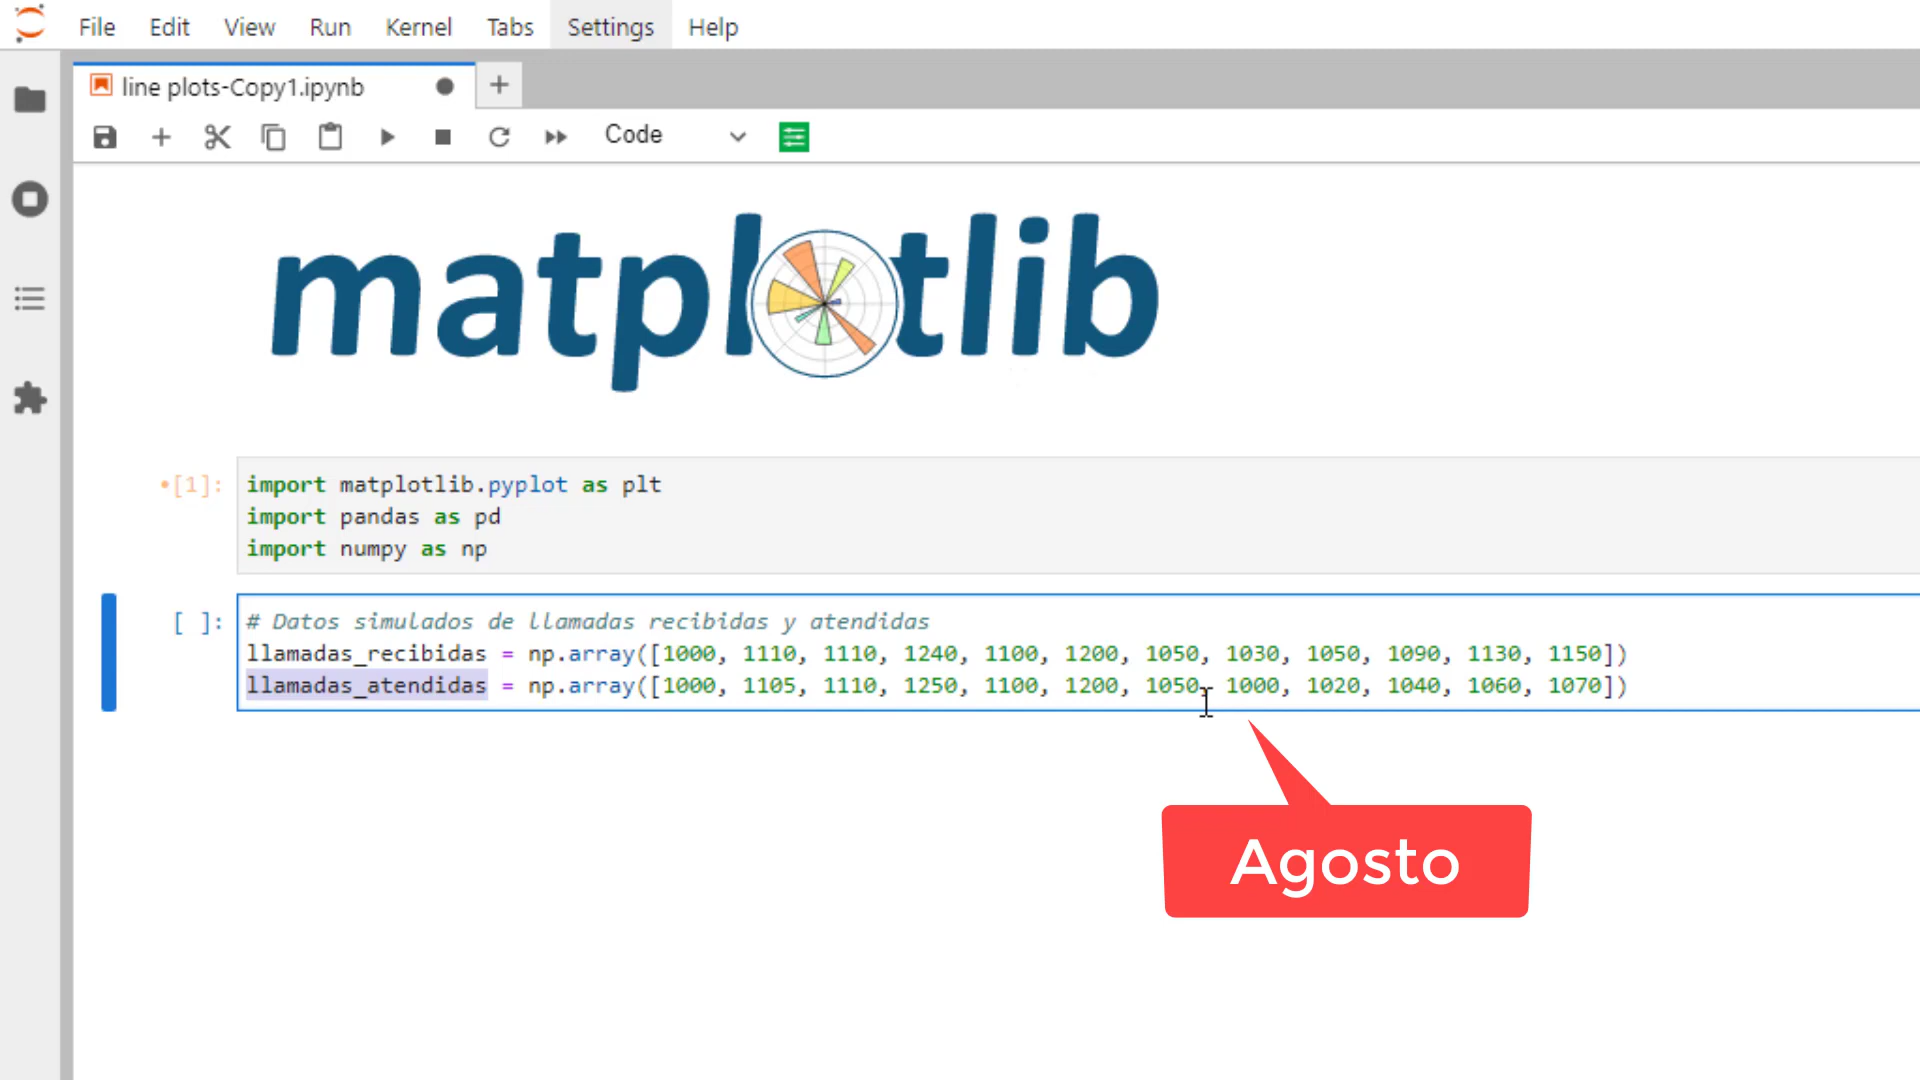 File Edit View Run Kernel Tabs Settings Help
line plots-Copy1.ipynb
Code
matplotlib
[1]: import matplotlib.pyplot as plt
import pandas as pd
import numpy as np
[ ]: # Datos simulados de llamadas recibidas y atendidas
llamadas_recibidas = np.array([1000, 1110, 1110, 1240, 1100, 1200, 1050, 1030, 1050, 1090, 1130, 1150])
llamadas_atendidas = np.array([1000, 1105, 1110, 1250, 1100, 1200, 1050, 1000, 1020, 1040, 1060, 1070])
Agosto